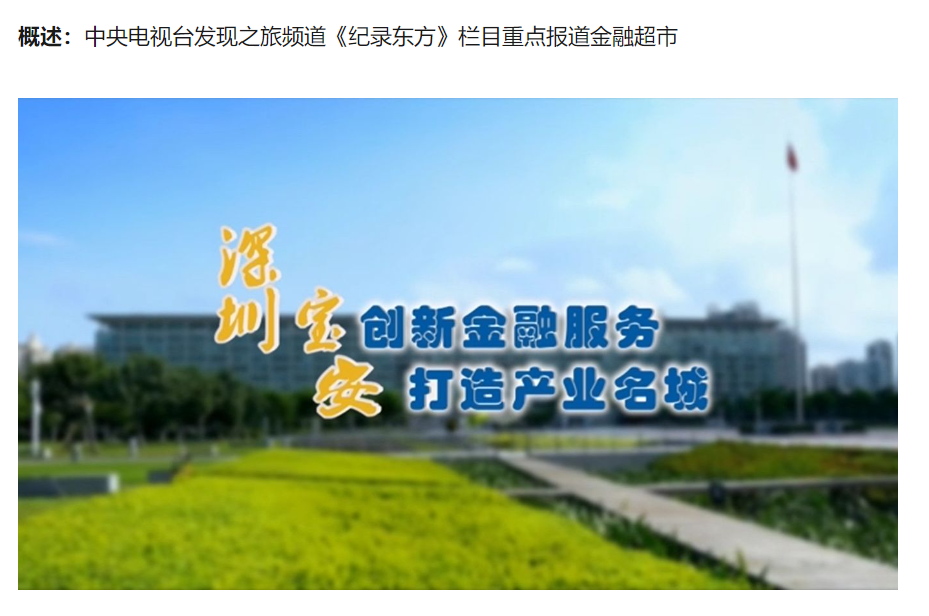 概述：中央电视台发现之旅频道《纪录东方》栏目重点报道金融超市
深圳宝安
创新金融服务
打造产业名城